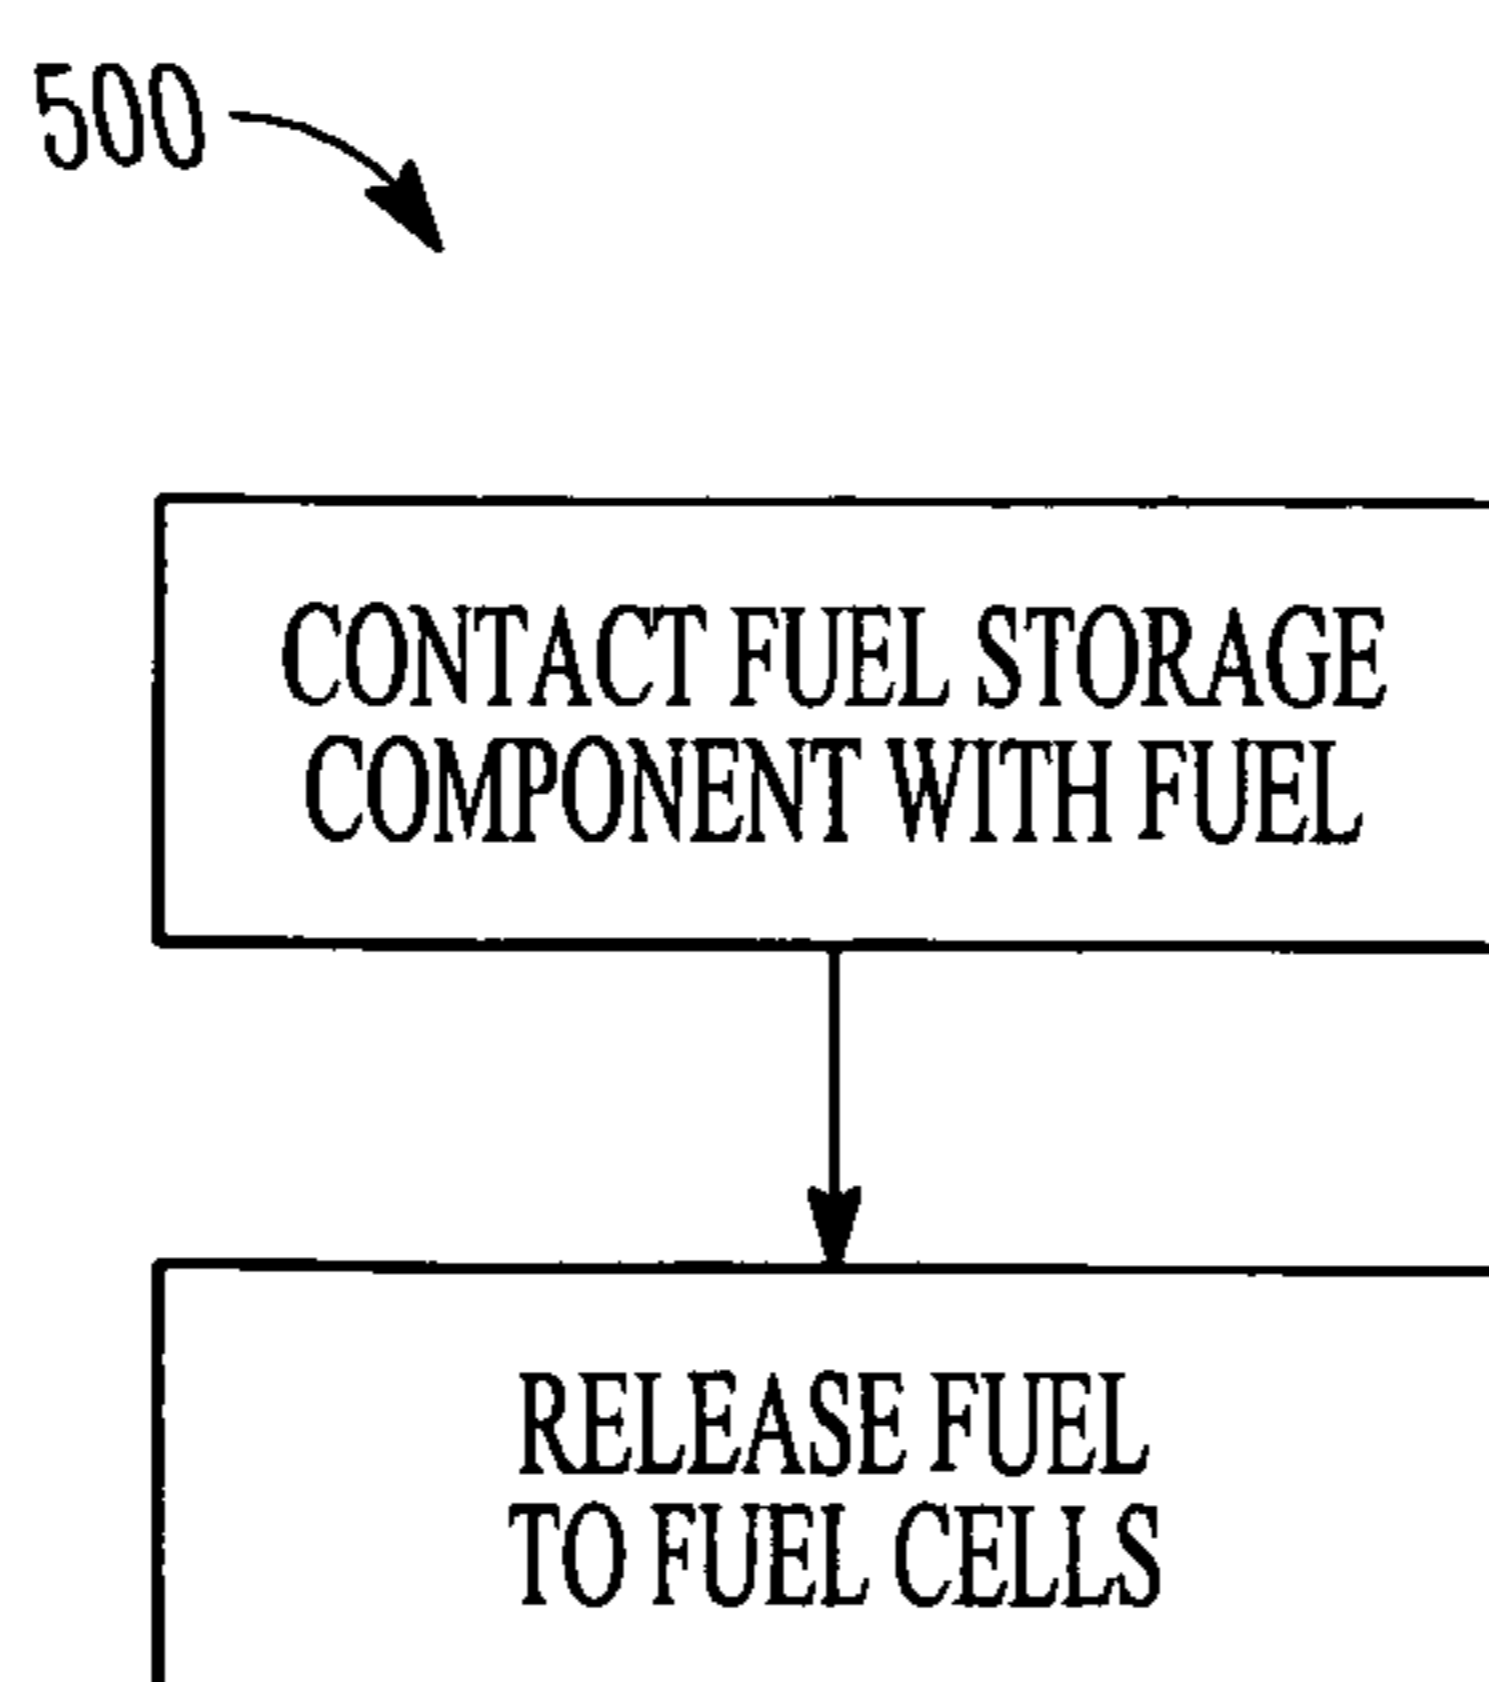 500
CONTACT FUEL STORAGE
COMPONENT WITH FUEL
RELEASE FUEL
TO FUEL CELLS